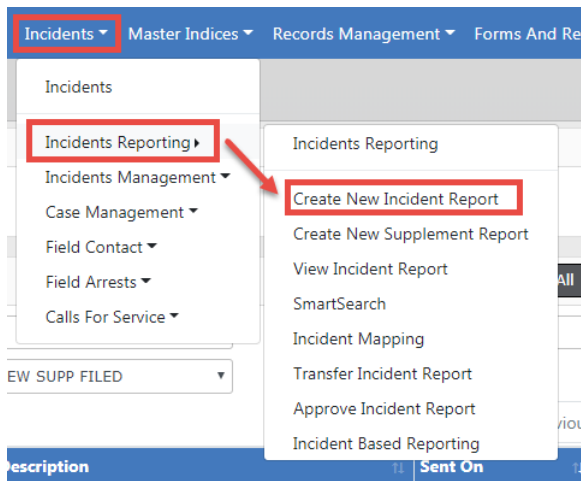 Incidents Master Indices Records Management Forms And Re
Incidents
Incidents Reporting
Incidents Management
Case Management
Field Contact
Field Arrests
Calls For Service
Incidents Reporting
Create New Incident Report
Create New Supplement Report
View Incident Report
SmartSearch
Incident Mapping
Transfer Incident Report
Approve Incident Report
Incident Based Reporting
All
EW SUPP FILED
viou
Description Sent On